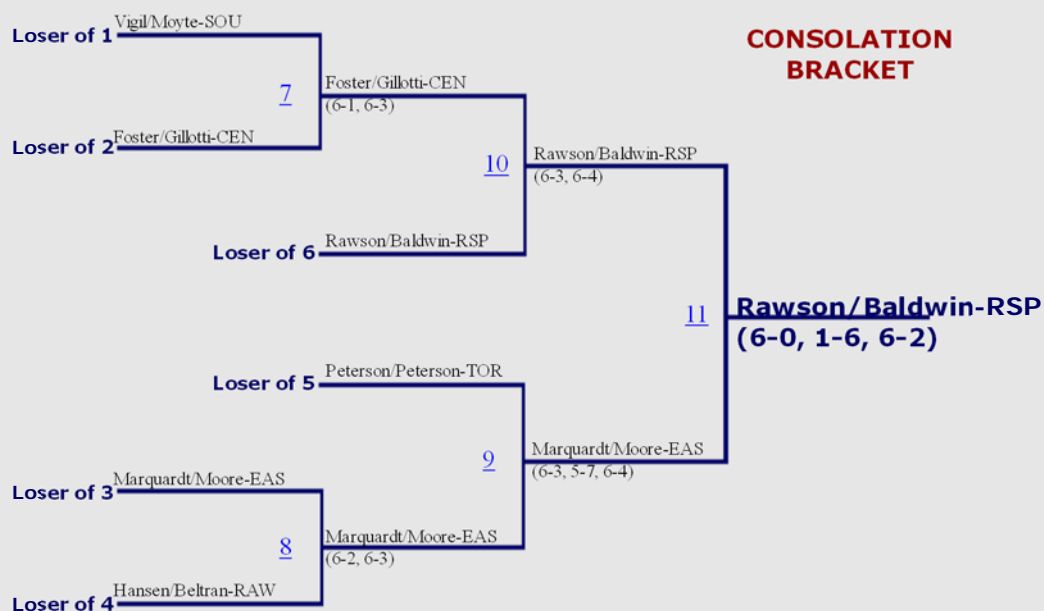 CONSOLATION
BRACKET
Vigil/Moyte-SOU
Loser of 1
7
Foster/Gillotti-CEN
(6-1, 6-3)
Foster/Gillotti-CEN
Loser of 2
10
Rawson/Baldwin-RSP
(6-3, 6-4)
Rawson/Baldwin-RSP
Loser of 6
11
Rawson/Baldwin-RSP
(6-0, 1-6, 6-2)
Peterson/Peterson-TOR
Loser of 5
9
Marquardt/Moore-EAS
(6-3, 5-7, 6-4)
Marquardt/Moore-EAS
Loser of 3
8
Marquardt/Moore-EAS
(6-2, 6-3)
Hansen/Beltran-RAW
Loser of 4